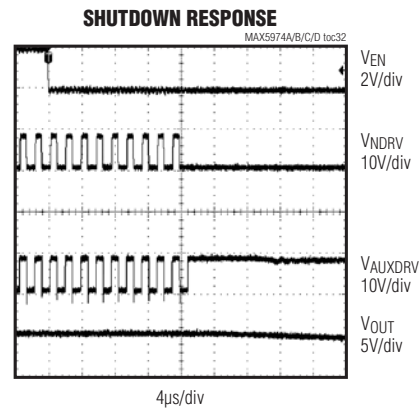 SHUTDOWN RESPONSE
MAX5974A/B/C/D toc32
VEN
2V/div
VNDRV
10V/div
VAUXDRV
10V/div
VOUT
5V/div
4µs/div